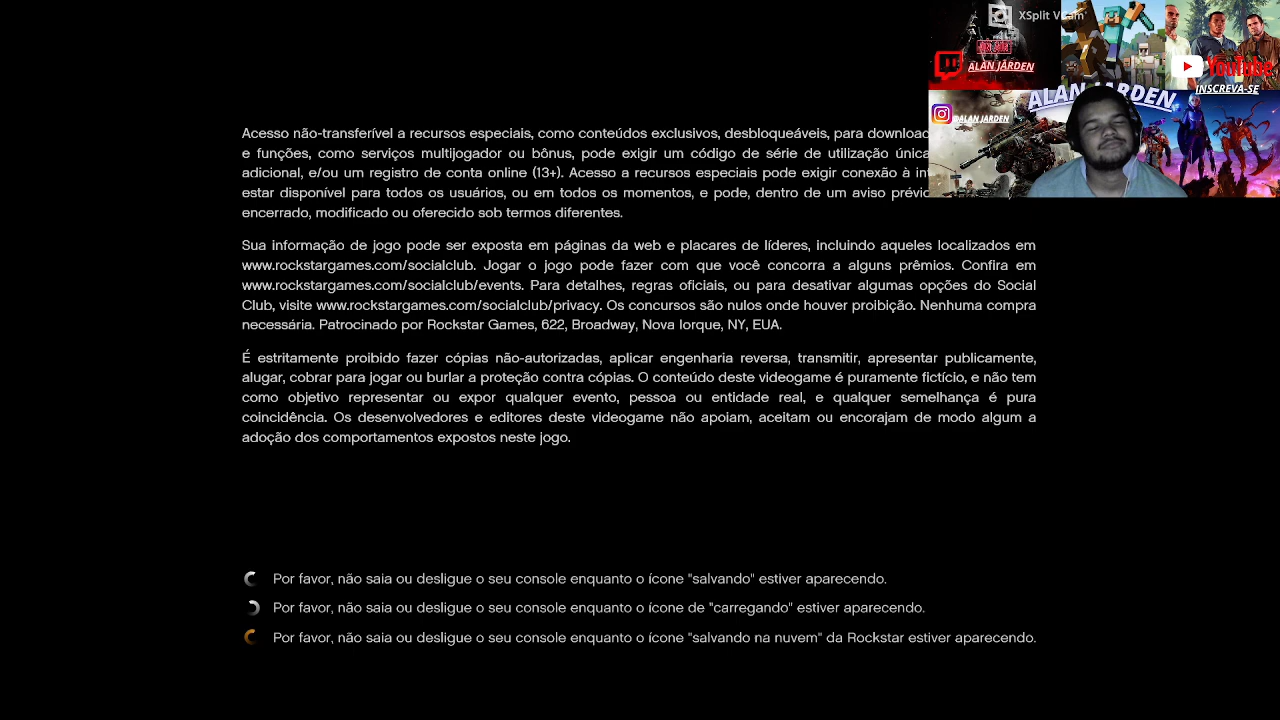 XSplit VCam
ALAN JARDEN
YouTube
INSCREVA-SE
ALAN JARDEN
@ALAN JARDEN
Acesso não-transferível a recursos especiais, como conteúdos exclusivos, desbloqueáveis, para download
e funções, como serviços multijogador ou bônus, pode exigir um código de série de utilização única
adicional, e/ou um registro de conta online (13+). Acesso a recursos especiais pode exigir conexão à
estar disponível para todos os usuários, ou em todos os momentos, e pode, dentro de um aviso prévio
encerrado, modificado ou oferecido sob termos diferentes.
Sua informação de jogo pode ser exposta em páginas da web e placares de líderes, incluindo aqueles localizados em
www.rockstargames.com/socialclub. Jogar o jogo pode fazer com que você concorra a alguns prêmios. Confira em
www.rockstargames.com/socialclub/events. Para detalhes, regras oficiais, ou para desativar algumas opções do Social
Club, visite www.rockstargames.com/socialclub/privacy. Os concursos são nulos onde houver proibição. Nenhuma compra
necessária. Patrocinado por Rockstar Games, 622, Broadway, Nova Iorque, NY, EUA.
É estritamente proibido fazer cópias não-autorizadas, aplicar engenharia reversa, transmitir, apresentar publicamente,
alugar, cobrar para jogar ou burlar a proteção contra cópias. O conteúdo deste videogame é puramente fictício, e não tem
como objetivo representar ou expor qualquer evento, pessoa ou entidade real, e qualquer semelhança é pura
coincidência. Os desenvolvedores e editores deste videogame não apoiam, aceitam ou encorajam de modo algum a
adoção dos comportamentos expostos neste jogo.
Por favor, não saia ou desligue o seu console enquanto o ícone "salvando" estiver aparecendo.
Por favor, não saia ou desligue o seu console enquanto o ícone de "carregando" estiver aparecendo.
Por favor, não saia ou desligue o seu console enquanto o ícone "salvando na nuvem" da Rockstar estiver aparecendo.